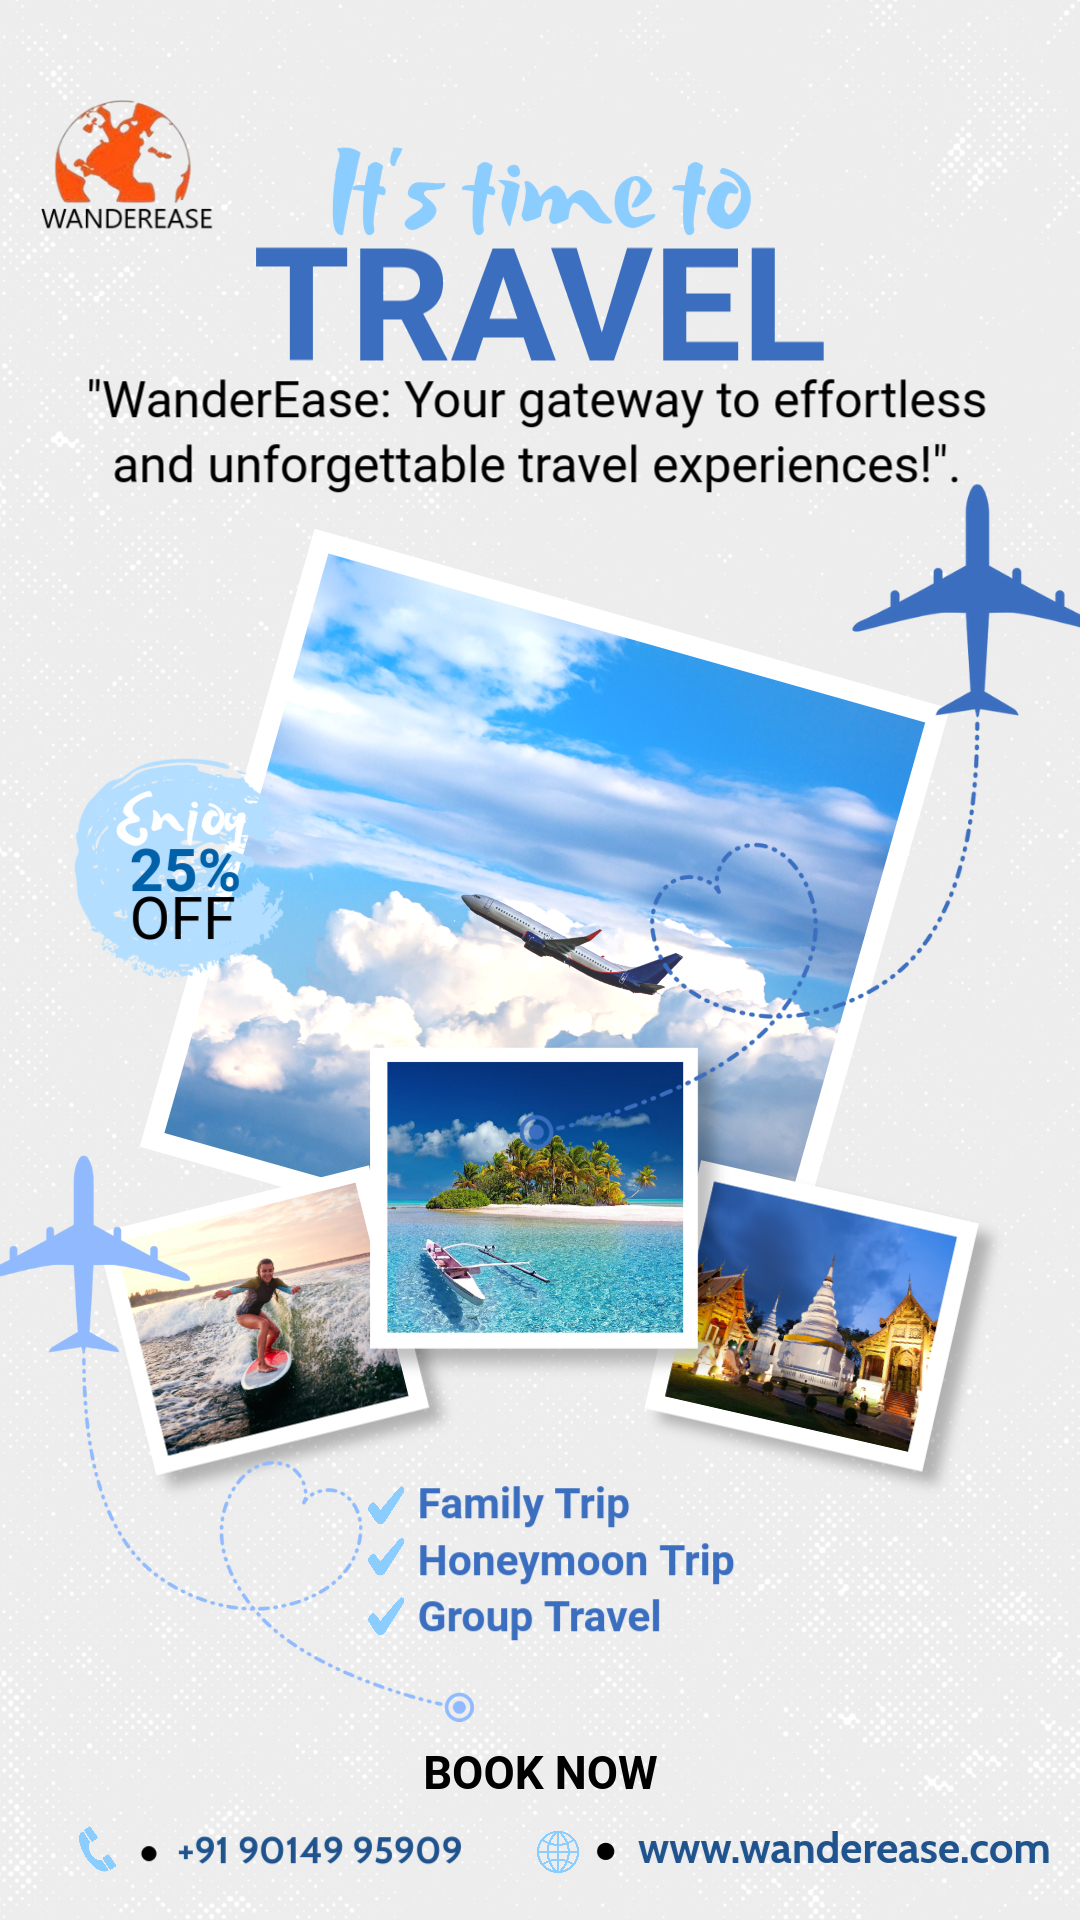 WANDEREASE
It's time to
TRAVEL
"WanderEase: Your gateway to effortless
and unforgettable travel experiences!".
Enjoy
25%
OFF
Family Trip
Honeymoon Trip
Group Travel
BOOK NOW
• +91 90149 95909
• www.wanderease.com